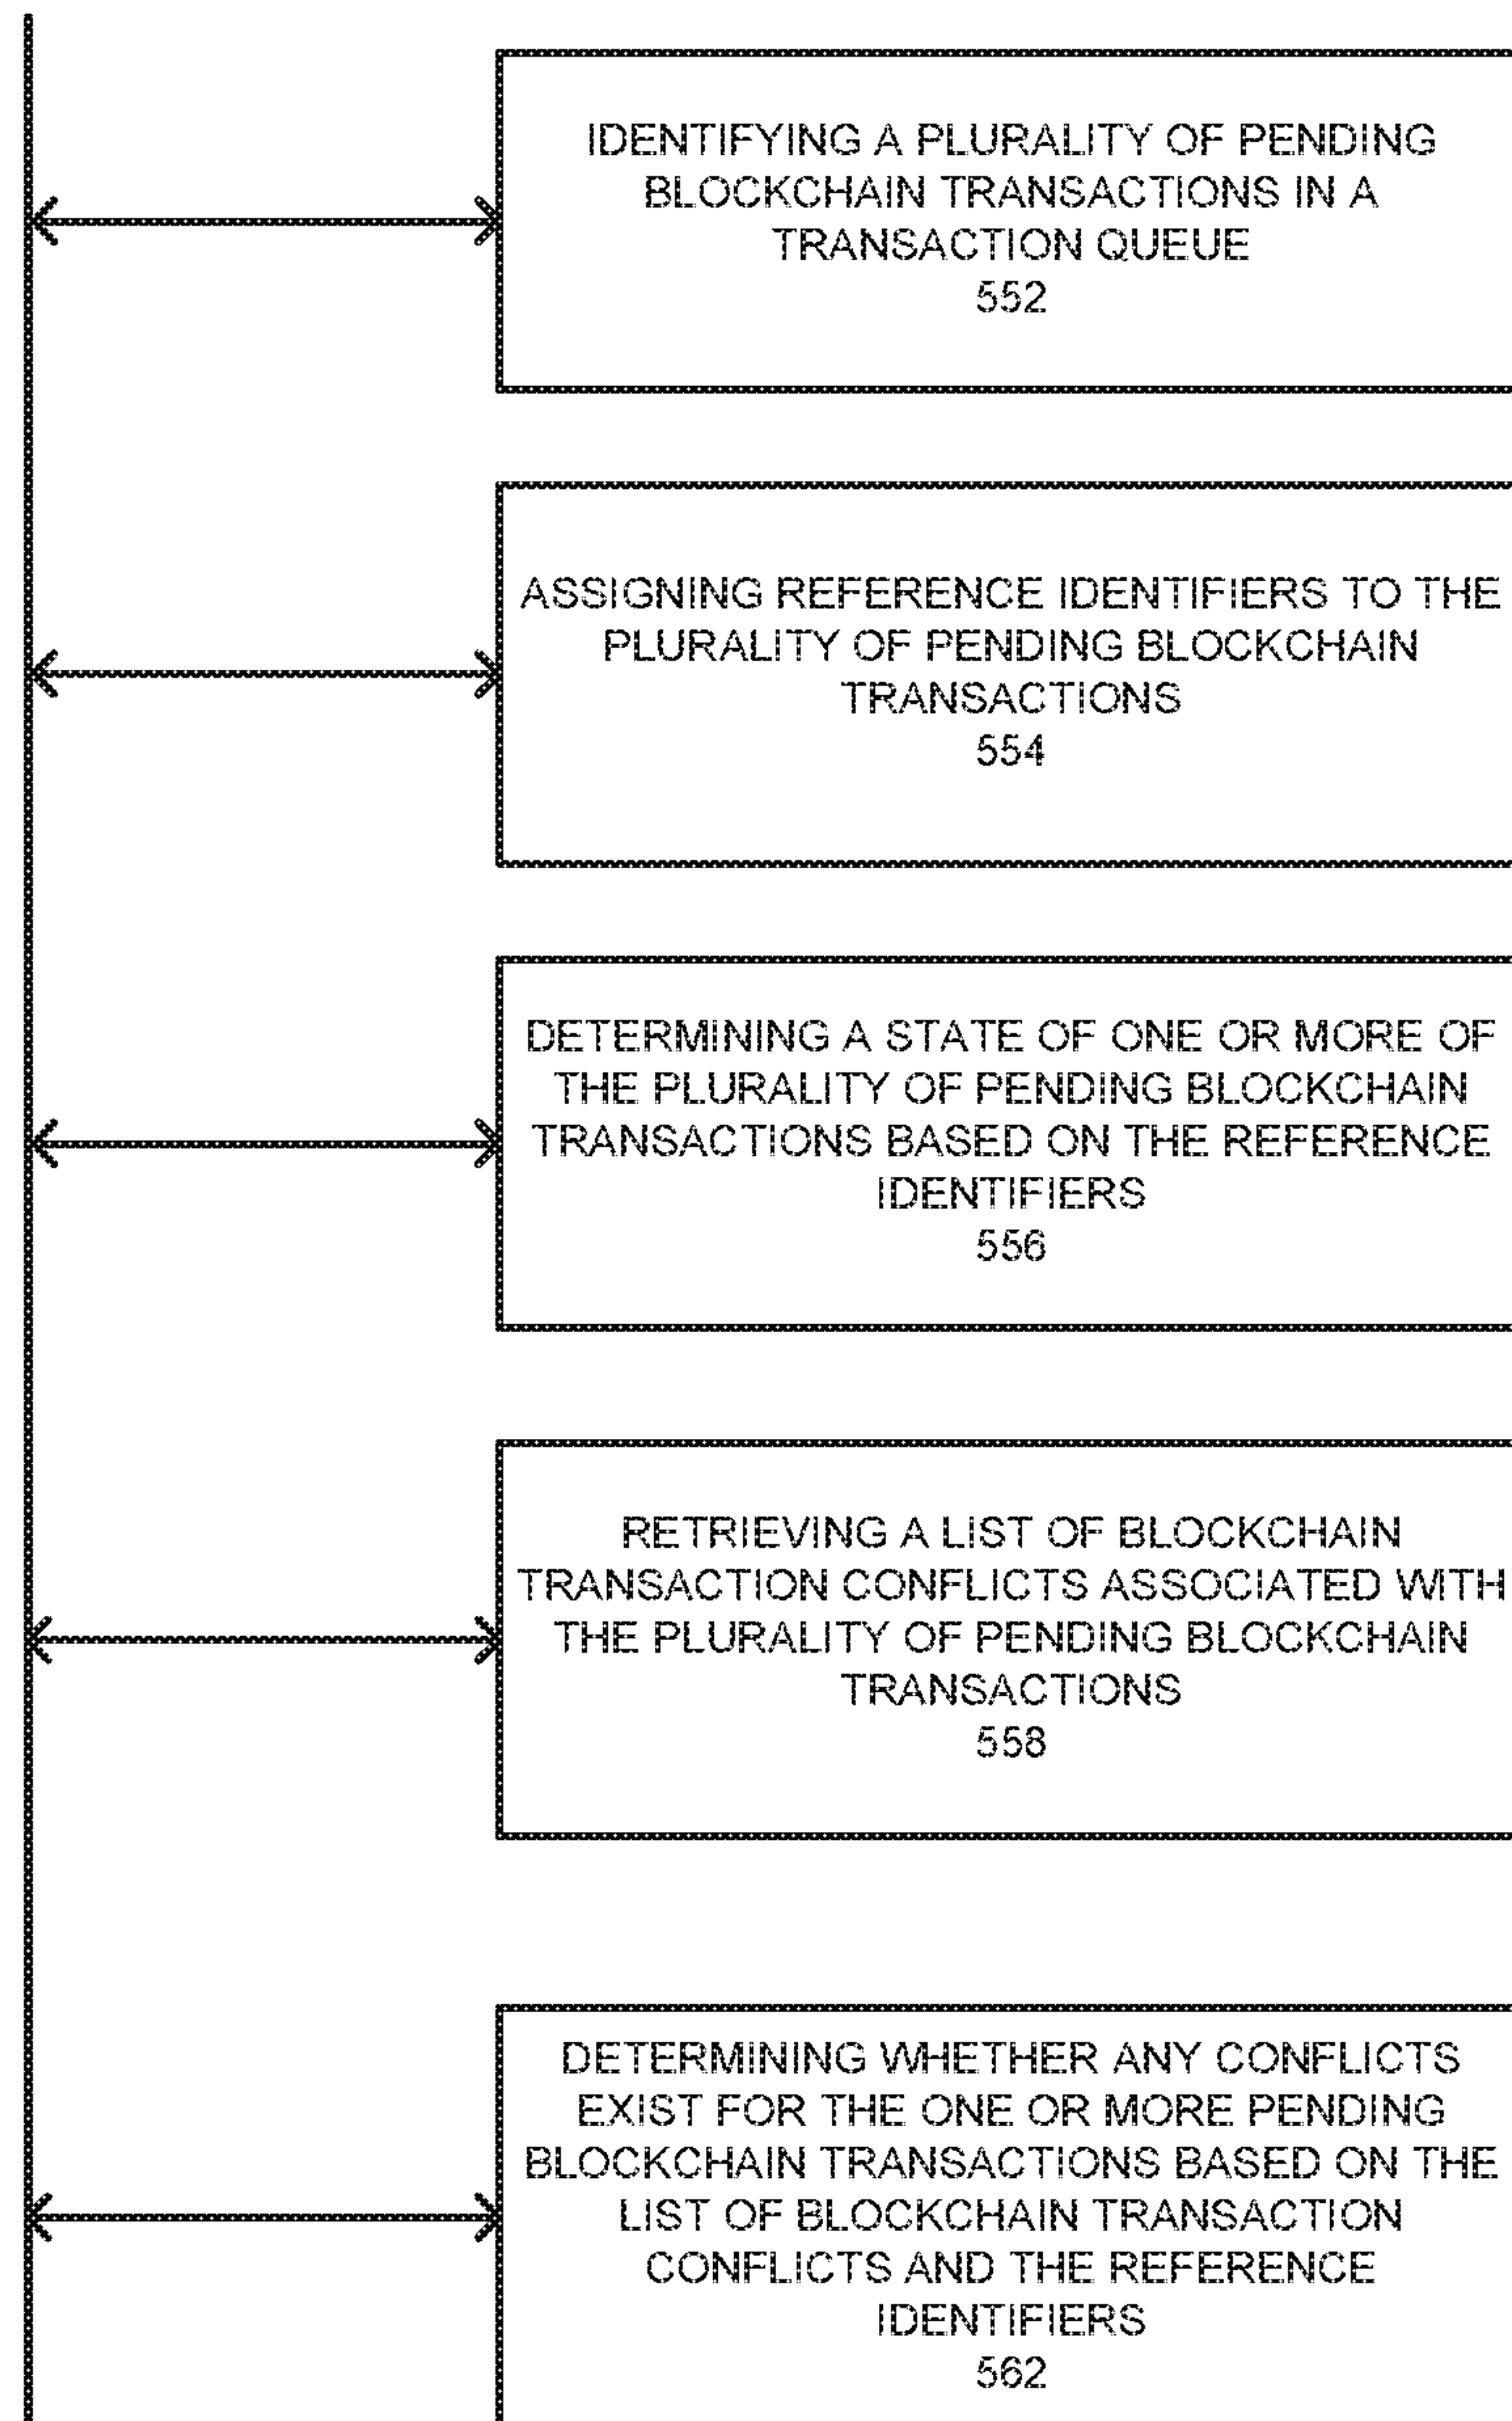 IDENTIFYING A PLURALITY OF PENDING
BLOCKCHAIN TRANSACTIONS IN A
TRANSACTION QUEUE
552
ASSIGNING REFERENCE IDENTIFIERS TO THE
PLURALITY OF PENDING BLOCKCHAIN
TRANSACTIONS
554
DETERMINING A STATE OF ONE OR MORE OF
THE PLURALITY OF PENDING BLOCKCHAIN
TRANSACTIONS BASED ON THE REFERENCE
IDENTIFIERS
556
RETRIEVING A LIST OF BLOCKCHAIN
TRANSACTION CONFLICTS ASSOCIATED WITH
THE PLURALITY OF PENDING BLOCKCHAIN
TRANSACTIONS
558
DETERMINING WHETHER ANY CONFLICTS
EXIST FOR THE ONE OR MORE PENDING
BLOCKCHAIN TRANSACTIONS BASED ON THE
LIST OF BLOCKCHAIN TRANSACTION
CONFLICTS AND THE REFERENCE
IDENTIFIERS
562